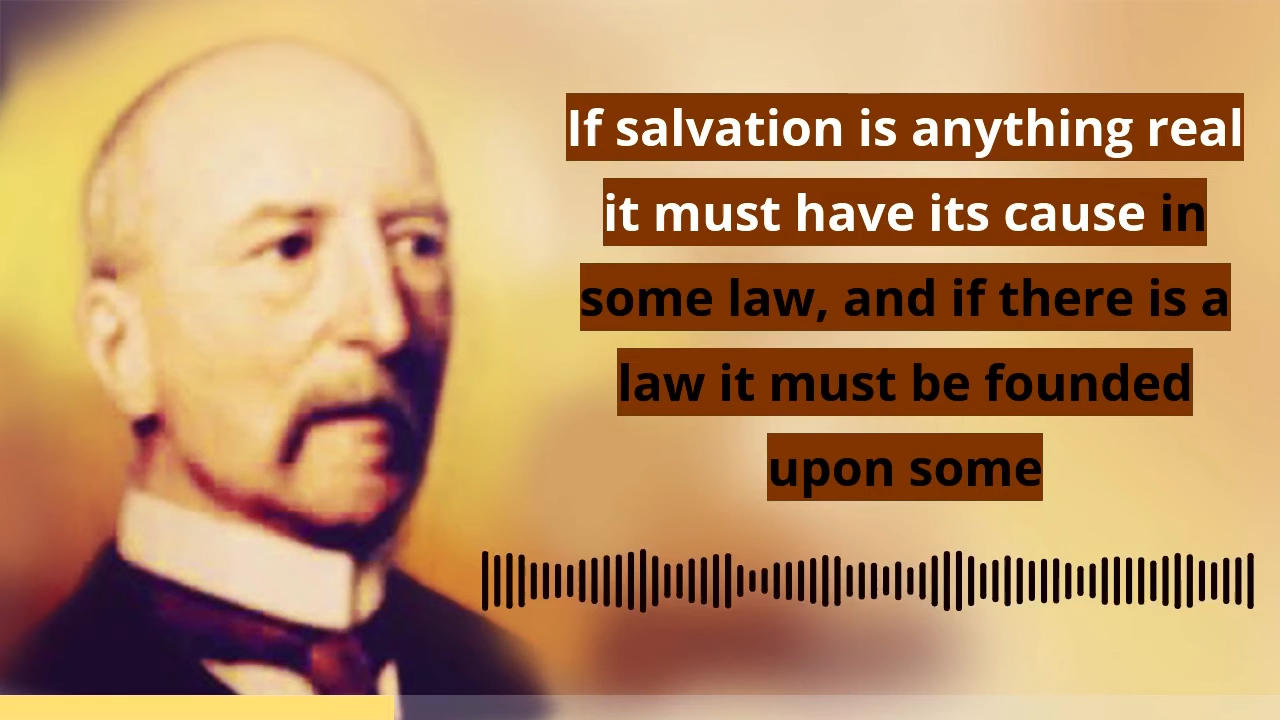 If salvation is anything real
it must have its cause in
some law, and if there is a
law it must be founded
upon some